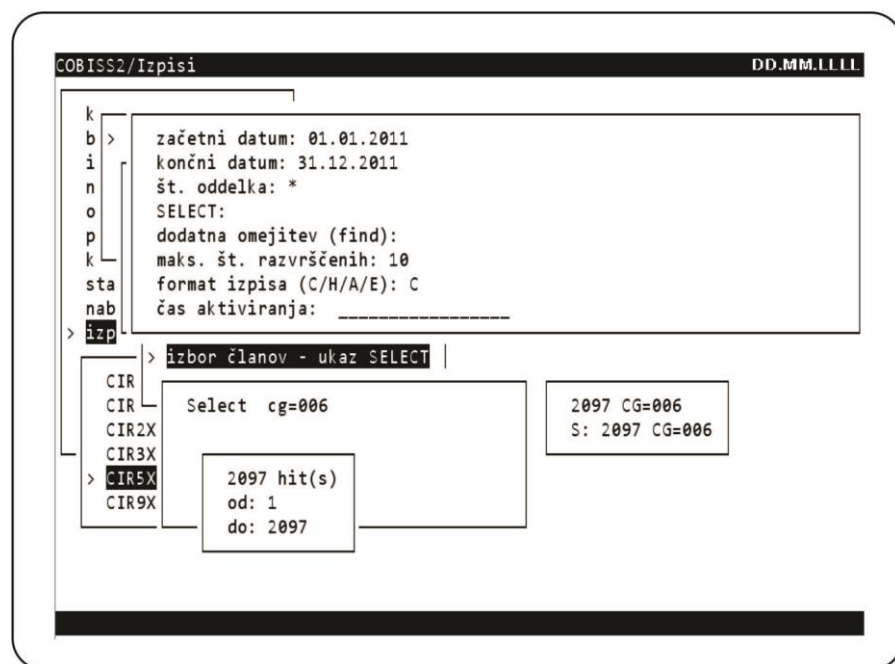 COBISS2/Izpisi DD.MM.LLLL
k
b > začetni datum: 01.01.2011
i končni datum: 31.12.2011
n št. oddelka: *
o SELECT:
p dodatna omejitev (find):
k maks. št. razvrščenih: 10
sta format izpisa (C/H/A/E): C
nab čas aktiviranja: _________________
> izp
> izbor članov - ukaz SELECT
CIR
CIR Select cg=006 2097 CG=006
CIR2X S: 2097 CG=006
CIR3X
> CIR5X 2097 hit(s)
CIR9X od: 1
do: 2097